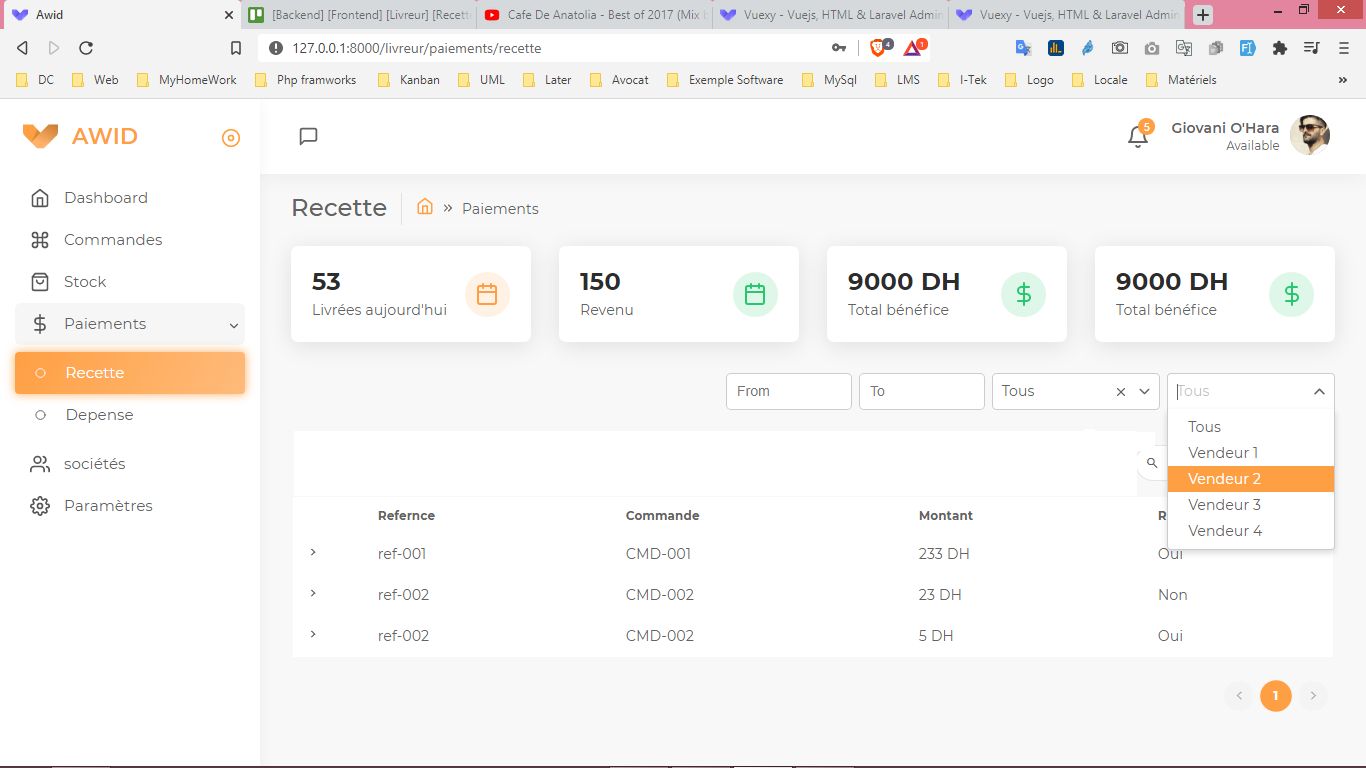 Awid
[Backend] [Frontend] [Livreur] [Recett
Cafe De Anatolia - Best of 2017 (Mix b
Vuexy - Vuejs, HTML & Laravel Admin
Vuexy - Vuejs, HTML & Laravel Admin
127.0.0.1:8000/livreur/paiements/recette
4
1
DC
Web
MyHomeWork
Php framworks
Kanban
UML
Later
Avocat
Exemple Software
MySql
LMS
I-Tek
Logo
Locale
Matériels
AWID
5
Giovani O'Hara
Available
Dashboard
Commandes
Stock
Paiements
Recette
Depense
sociétés
Paramètres
Recette
Paiements
53
Livrées aujourd'hui
150
Revenu
9000 DH
Total bénéfice
9000 DH
Total bénéfice
From
To
Tous
Tous
Tous
Vendeur 1
Vendeur 2
Vendeur 3
Vendeur 4
Refernce Commande Montant R
ref-001 CMD-001 233 DH Oui
ref-002 CMD-002 23 DH Non
ref-002 CMD-002 5 DH Oui
1